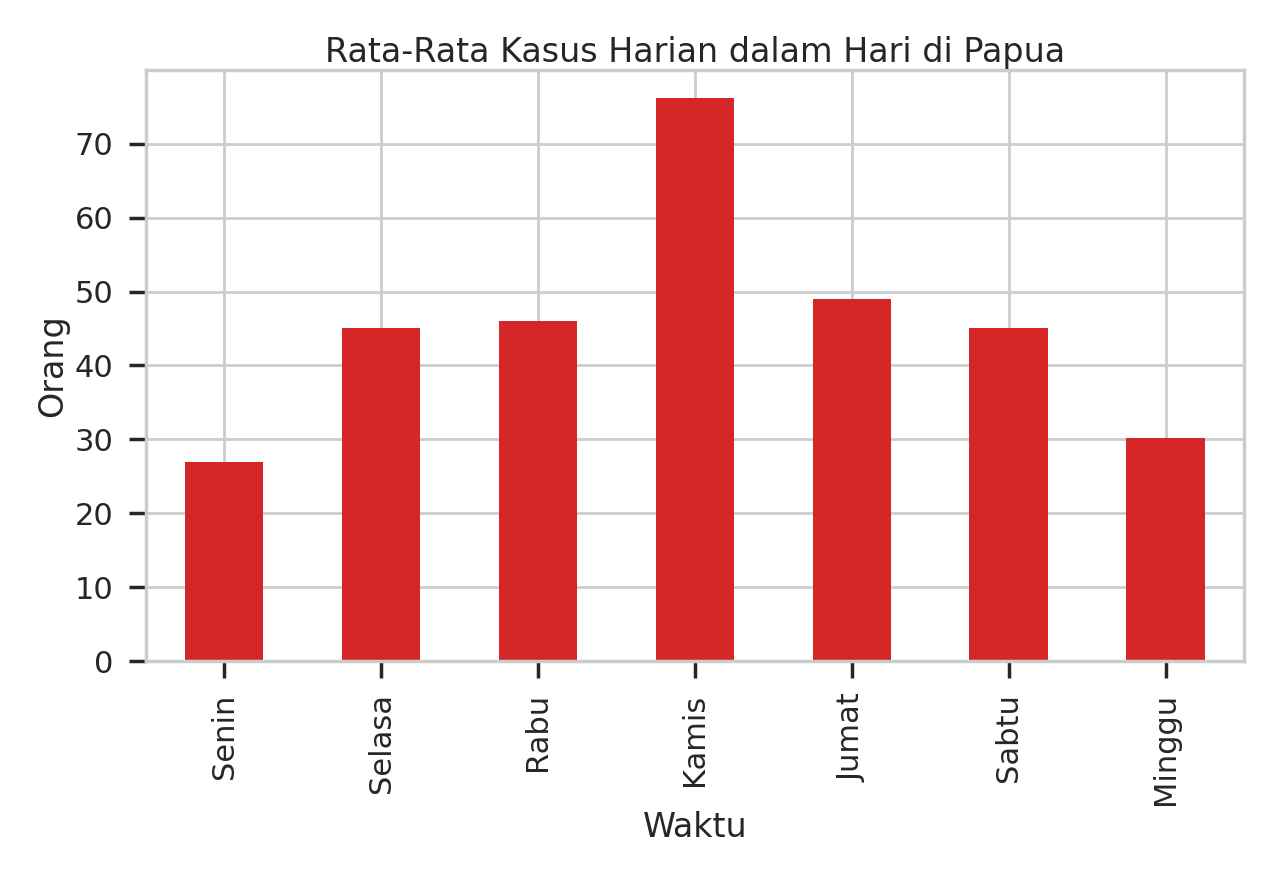 Rata-Rata Kasus Harian dalam Hari di Papua
70
60
50
40
30
20
10
0
Orang
Senin
Selasa
Rabu
Kamis
Jumat
Sabtu
Minggu
Waktu